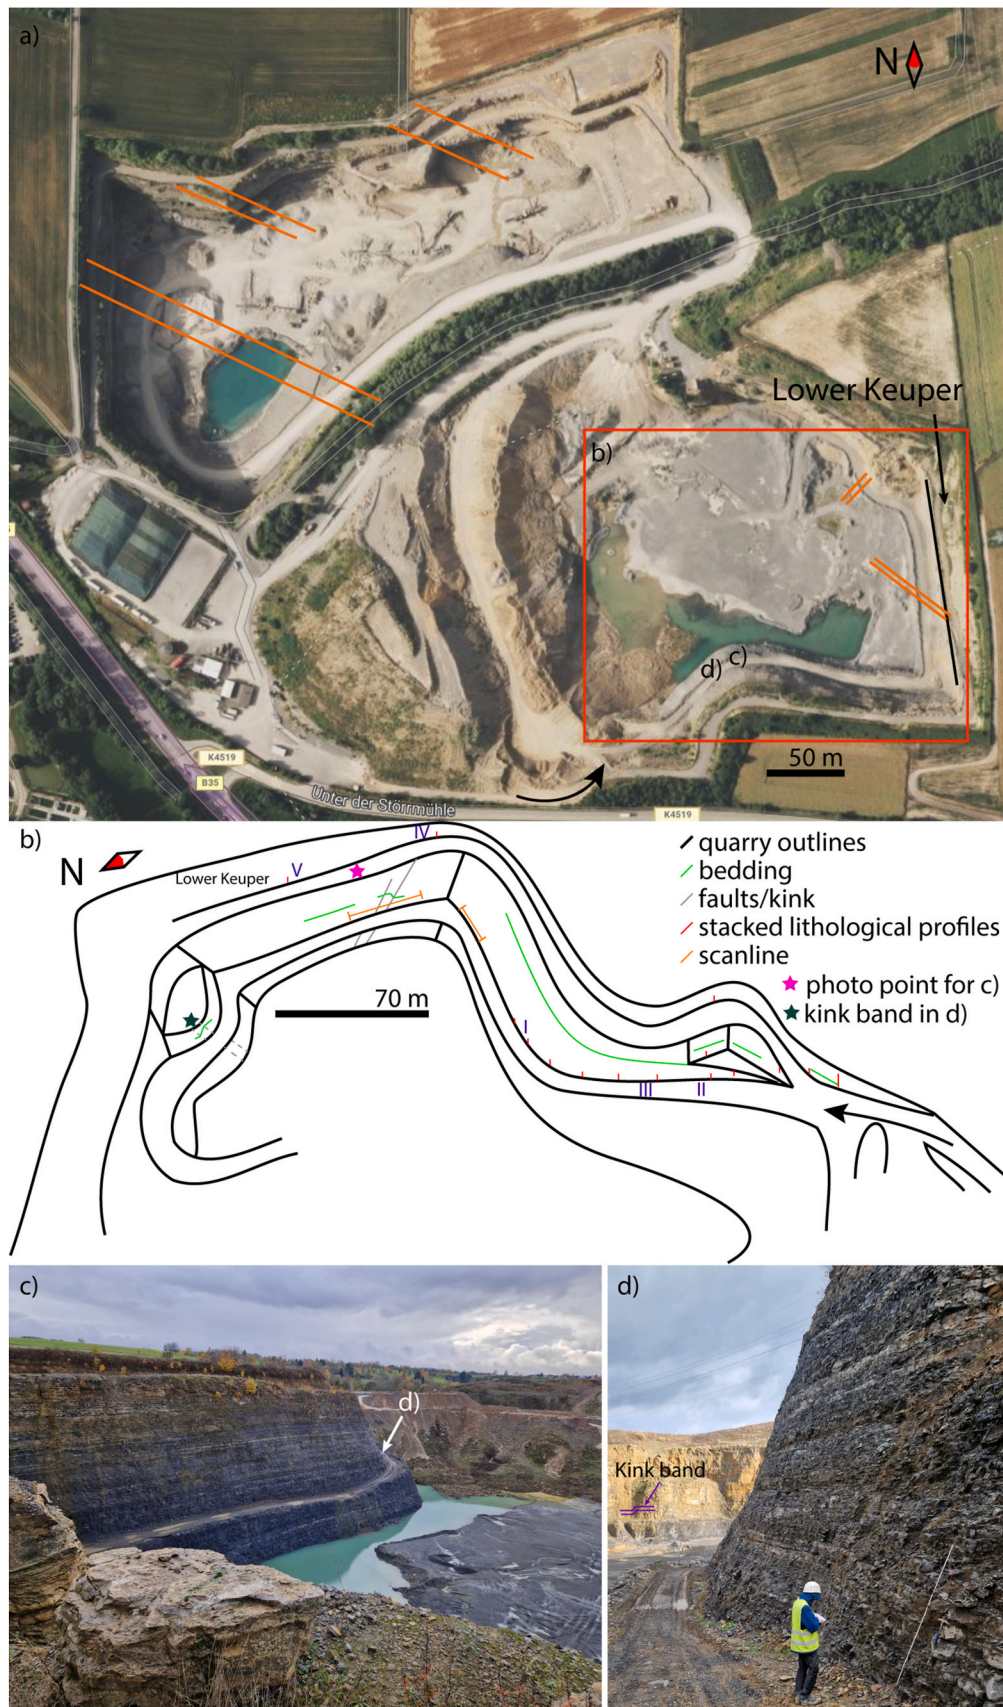 a)
N
Lower Keuper
b)
c)
d)
50 m
K4519
B35
Unter der Störrmühle
K4519
b)
N
Lower Keuper
V
IV
I
III
II
70 m
quarry outlines
bedding
faults/kink
stacked lithological profiles
scanline
photo point for c)
kink band in d)
c)
d)
d)
Kink band